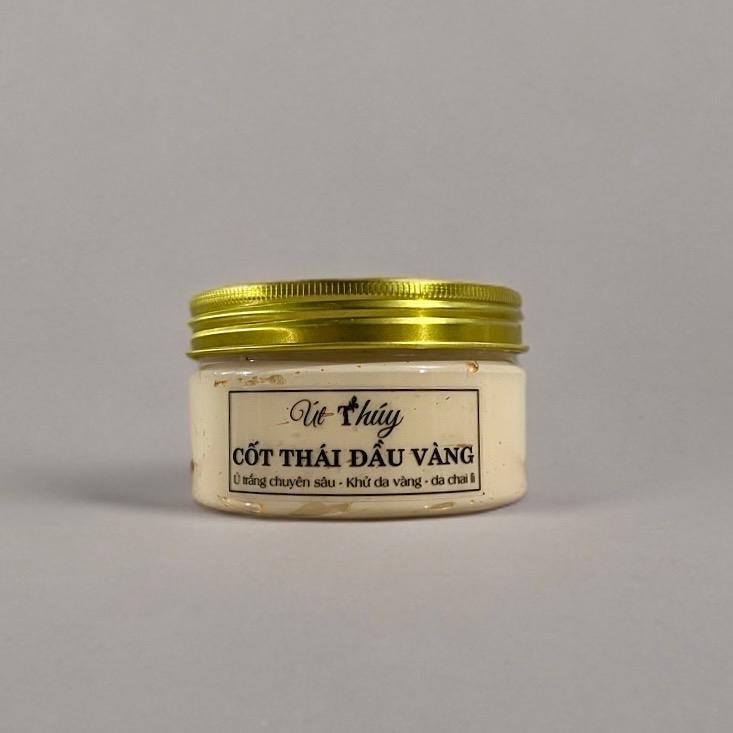 Út Thúy
CỐT THÁI ĐẦU VÀNG
Ủ trắng chuyên sâu - Khử da vàng - da chai lì